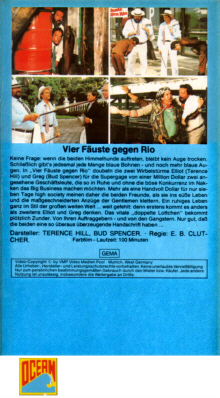 Vier Fäuste gegen Rio
Keine Frage: wenn die beiden Himmelhunde auftreten, bleibt kein Auge trocken.
Schließlich gibt's jedesmal jede Menge blaue Bohnen - und noch mehr blaue Au-
gen. In „Vier Fäuste gegen Rio" doubeln die zwei Wirbelstürme Elliot (Terence
Hill) und Greg (Bud Spencer) für die Supergage von einer Million Dollar zwei an-
gesehene Geschäftsleute, die so in Ruhe und ohne die böse Konkurrenz im Nak-
ken das Big Business machen möchten. Mehr als eine Handvoll Dollar für nur sie-
ben Tage high society meinen daher die beiden Freunde, als sie ins süße Leben
und die maßgeschneiderten Anzüge der Gentlemen klettern. Ein ruhiges Leben
ganz im Stil der großen weiten Welt ... weit gefehlt: denn erstens kommt es anders
als zweitens Elliot und Greg denken. Das vitale „doppelte Lottchen" bekommt
plötzlich Zunder. Von ihren Auftraggebern - und von den Gangstern. Nur gut, daß
die beiden eine so überaus überzeugende Handschrift haben ...
Darsteller: TERENCE HILL, BUD SPENCER. · Regie: E. B. CLUT-
CHER.
Farbfilm - Laufzeit: 100 Minuten
GEMA
OCEAN